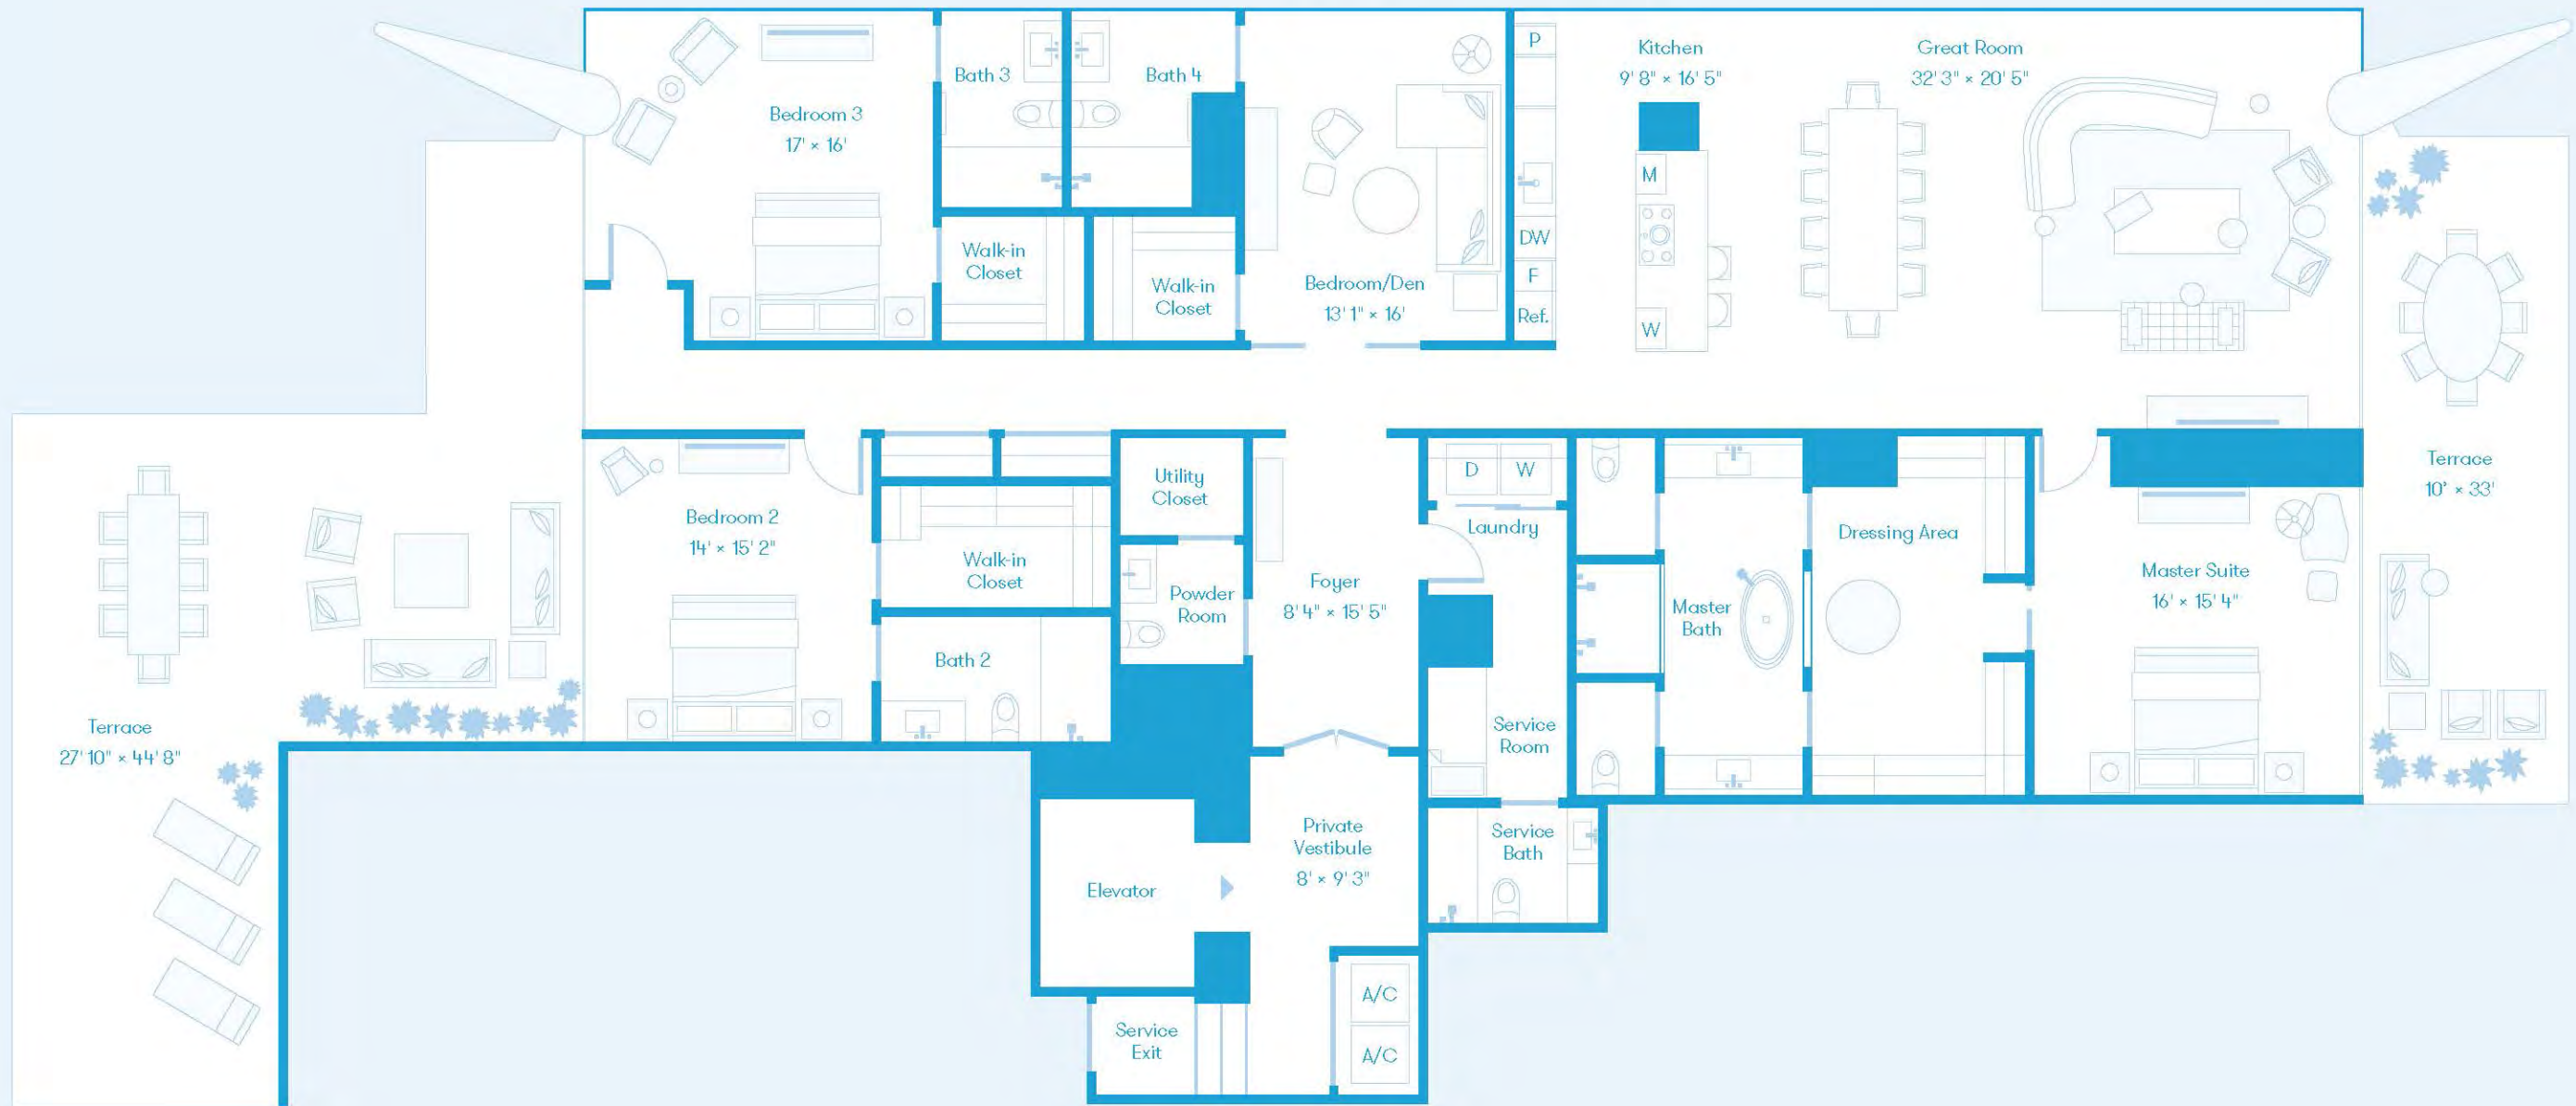 Bedroom 3
17' × 16'
Bath 3
Bath 4
Walk-in
Closet
Walk-in
Closet
Bedroom/Den
13' 1" × 16'
P
DW
F
Ref.
Kitchen
9' 8" × 16' 5"
M
W
Great Room
32' 3" × 20' 5"
Terrace
10' × 33'
Bedroom 2
14' × 15' 2"
Walk-in
Closet
Bath 2
Utility
Closet
Powder
Room
Foyer
8' 4" × 15' 5"
D
W
Laundry
Service
Room
Master
Bath
Dressing Area
Master Suite
16' × 15' 4"
Terrace
27' 10" × 44' 8"
Elevator
Private
Vestibule
8' × 9' 3"
Service
Bath
Service
Exit
A/C
A/C